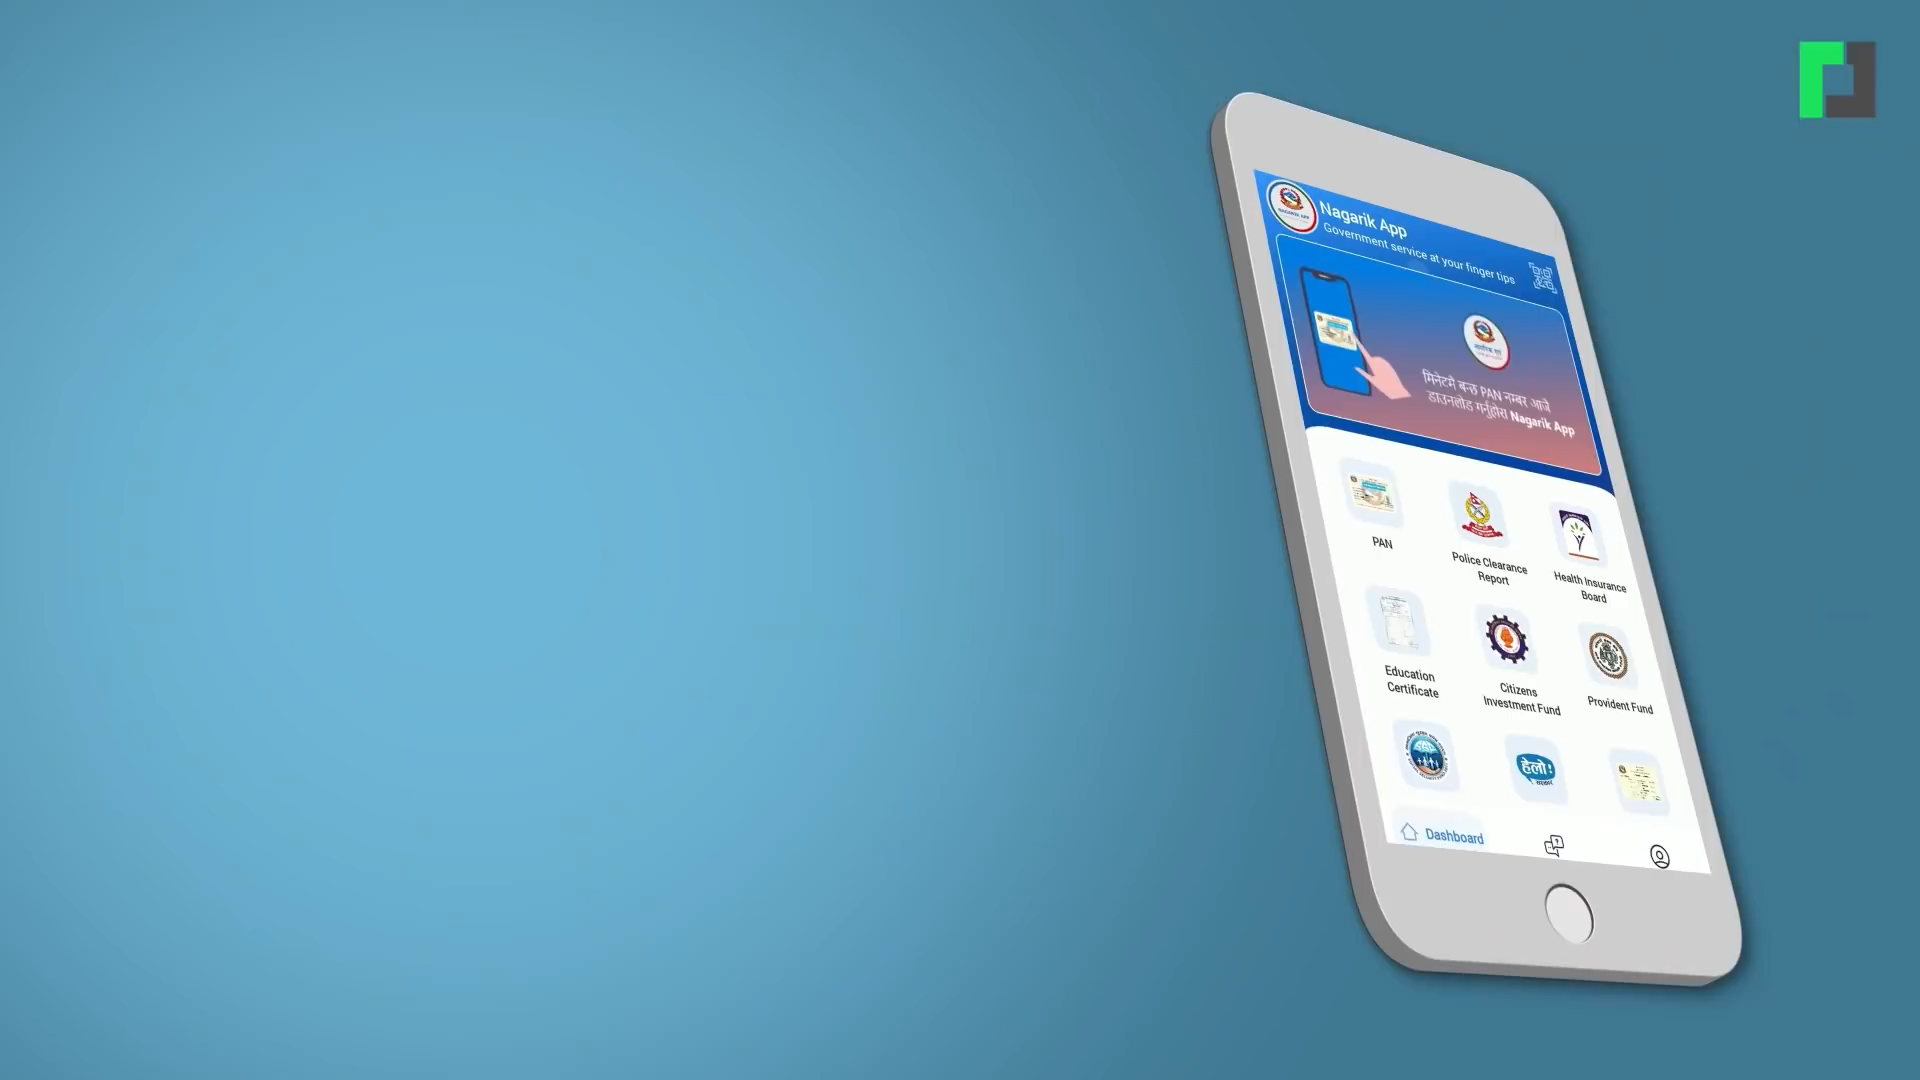 Nagarik App
Government service at your finger tips
मिनेटमै बन्छ PAN नम्बर आजै
डाउनलोड गर्नुहोस Nagarik App
PAN
Police Clearance
Report
Health Insurance
Board
Education
Certificate
Citizens
Investment Fund
Provident Fund
हेलो!
सरकार
Dashboard